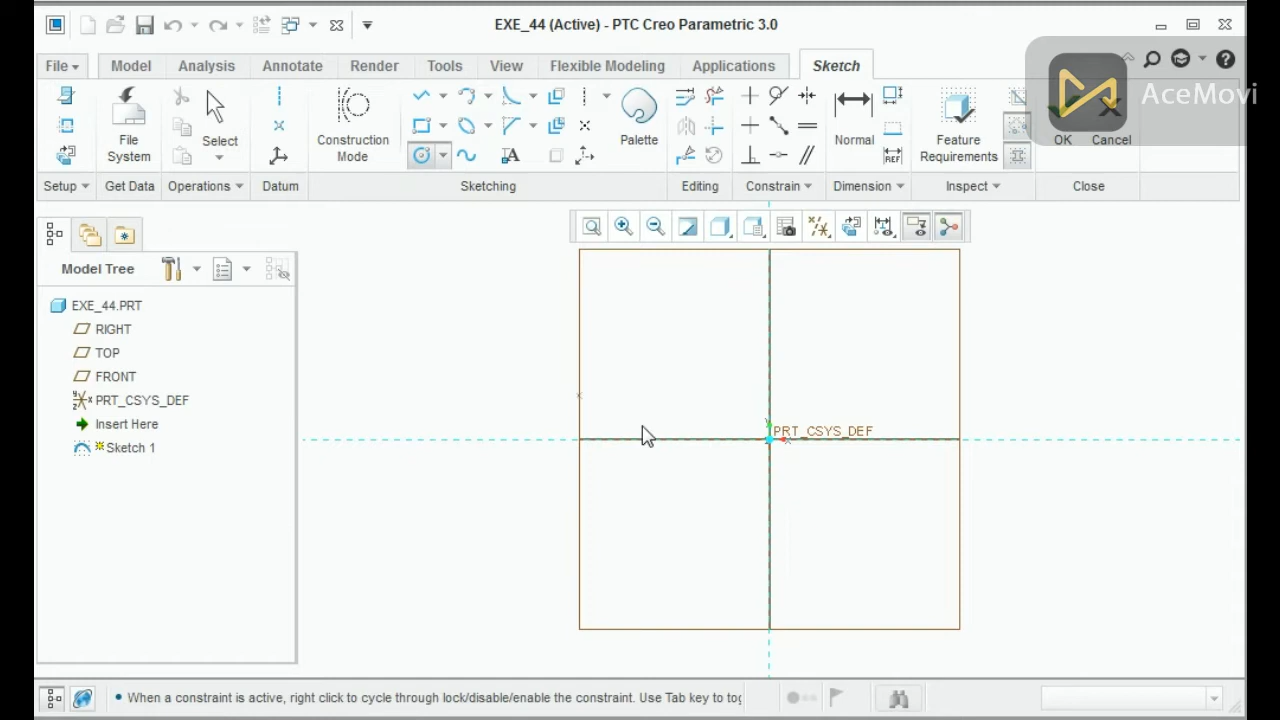 EXE_44 (Active) - PTC Creo Parametric 3.0
File Model Analysis Annotate Render Tools View Flexible Modeling Applications Sketch
AceMovi
File System
Select
Construction Mode
Palette
Normal
Feature Requirements
OK Cancel
Setup Get Data Operations Datum Sketching Editing Constrain Dimension Inspect Close
Model Tree
EXE_44.PRT
RIGHT
TOP
FRONT
PRT_CSYS_DEF
Insert Here
Sketch 1
PRT_CSYS_DEF
• When a constraint is active, right click to cycle through lock/disable/enable the constraint. Use Tab key to tog